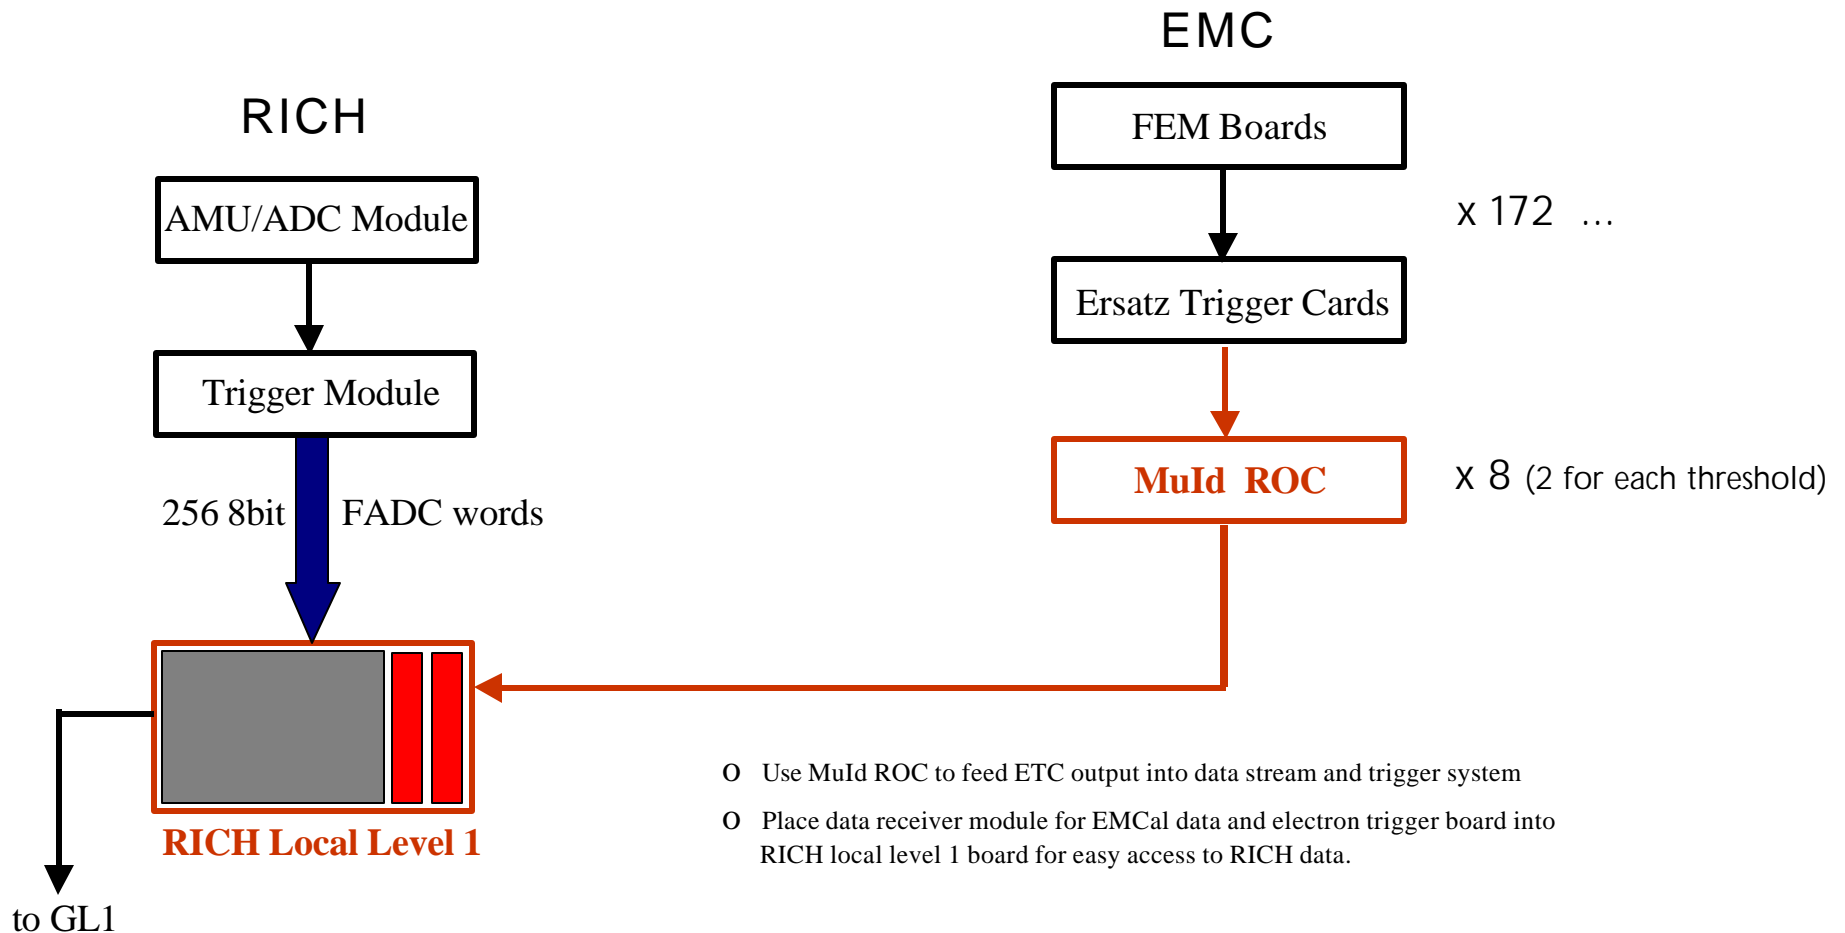 EMC
RICH
FEM Boards
AMU/ADC Module
x 172 ...
Ersatz Trigger Cards
Trigger Module
MuId ROC
x 8 (2 for each threshold)
256 8bit FADC words
O Use MuId ROC to feed ETC output into data stream and trigger system
O Place data receiver module for EMCal data and electron trigger board into
RICH local level 1 board for easy access to RICH data.
RICH Local Level 1
to GL1